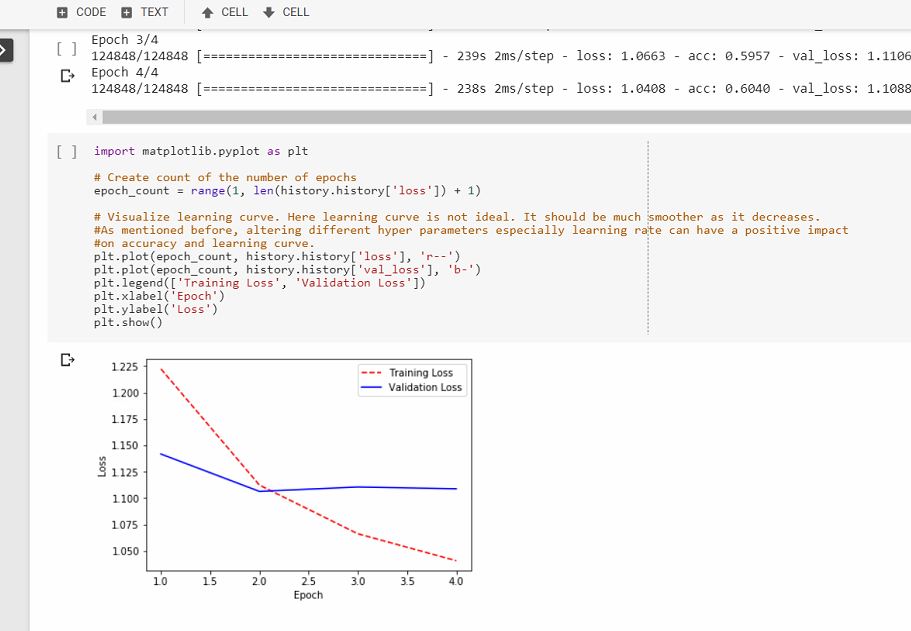 CODE TEXT CELL CELL
Epoch 3/4
[ ] 124848/124848 [==============================] - 239s 2ms/step - loss: 1.0663 - acc: 0.5957 - val_loss: 1.1106
Epoch 4/4
124848/124848 [==============================] - 238s 2ms/step - loss: 1.0408 - acc: 0.6040 - val_loss: 1.1088
[ ] import matplotlib.pyplot as plt
# Create count of the number of epochs
epoch_count = range(1, len(history.history['loss']) + 1)
# Visualize learning curve. Here learning curve is not ideal. It should be much smoother as it decreases.
#As mentioned before, altering different hyper parameters especially learning rate can have a positive impact
#on accuracy and learning curve.
plt.plot(epoch_count, history.history['loss'], 'r--')
plt.plot(epoch_count, history.history['val_loss'], 'b-')
plt.legend(['Training Loss', 'Validation Loss'])
plt.xlabel('Epoch')
plt.ylabel('Loss')
plt.show()
Training Loss
Validation Loss
1.225
1.200
1.175
1.150
1.125
1.100
1.075
1.050
Loss
1.0 1.5 2.0 2.5 3.0 3.5 4.0
Epoch